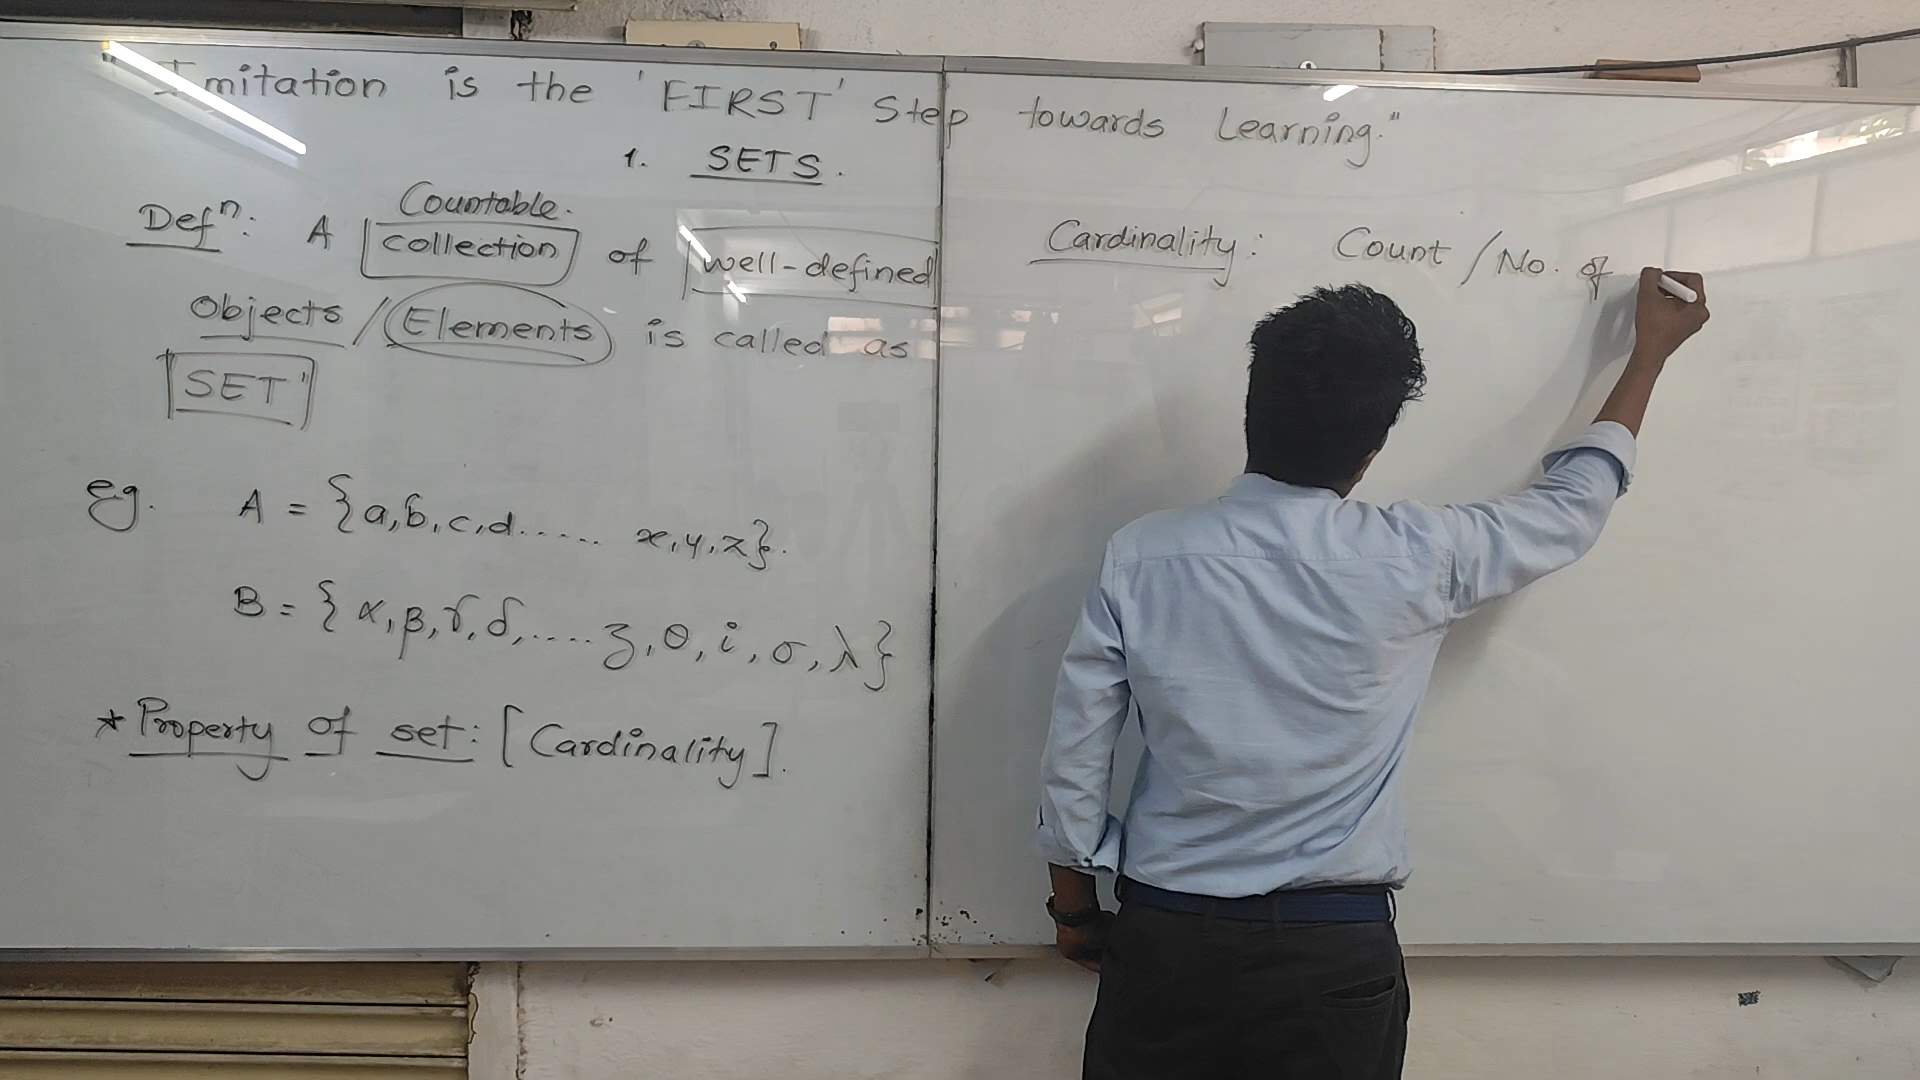 "Imitation is the 'FIRST' Step towards Learning."
1. SETS.
Defⁿ: A Countable.
collection of well-defined
Objects / Elements is called as
'SET'
eg. A = {a, b, c, d..... x, y, z}.
B = {α, β, γ, δ, .... ʒ, θ, i, σ, λ}
* Property of set: [Cardinality].
Cardinality: Count / No. of